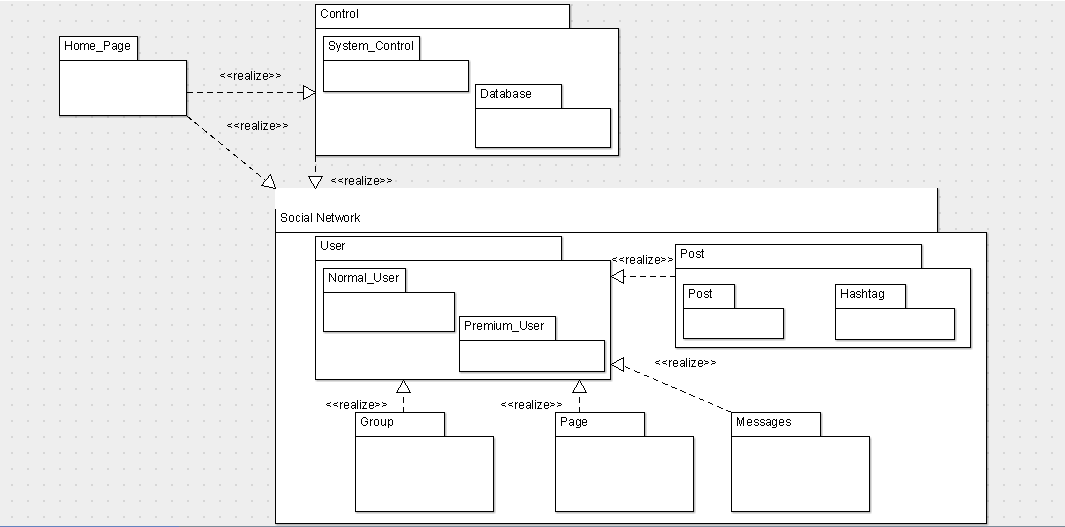 Control
Home_Page
System_Control
<<realize>>
Database
<<realize>>
<<realize>>
Social Network
User
Post
<<realize>>
Normal_User
Post
Hashtag
Premium_User
<<realize>>
<<realize>>
<<realize>>
Group
Page
Messages